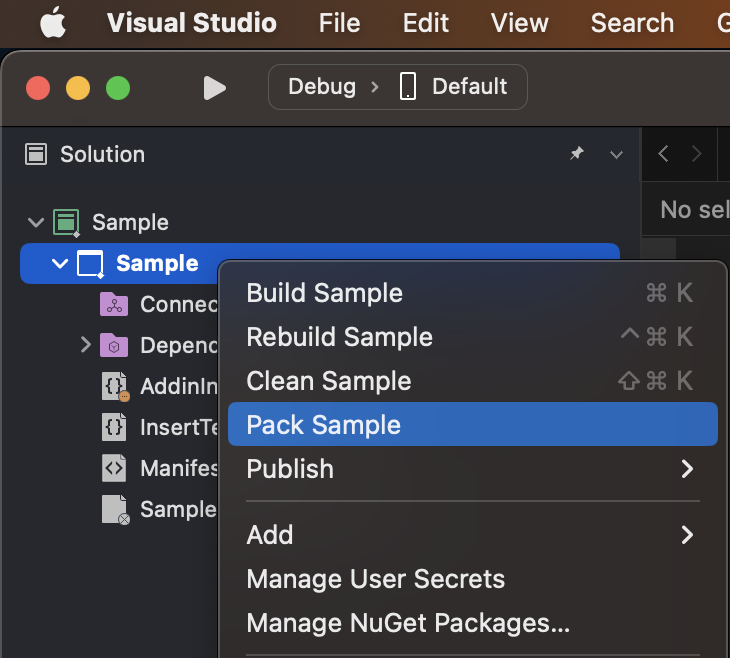 Visual Studio File Edit View Search
Debug Default
Solution
No sel
Sample
Sample
Connec
Depend
AddinIn
InsertTe
Manifes
Sample
Build Sample ⌘ K
Rebuild Sample ^⌘ K
Clean Sample ⇧⌘ K
Pack Sample
Publish
Add
Manage User Secrets
Manage NuGet Packages...